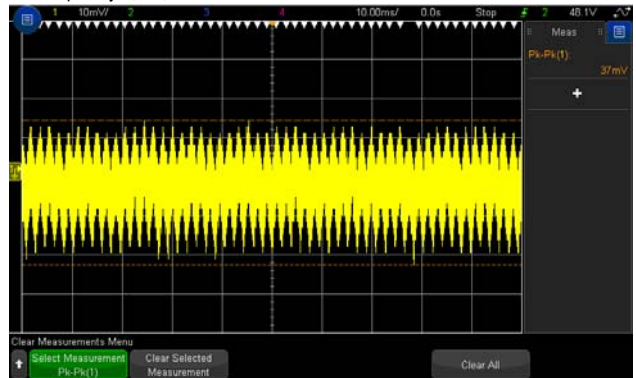 1 10mV/ 2 3 4 10.00ms/ 0.0s Stop 2 48.1V
Meas
Pk-Pk(1):
37mV
+
Clear Measurements Menu
Select Measurement Clear Selected Clear All
Pk-Pk(1) Measurement